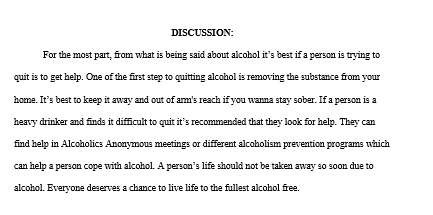 DISCUSSION:
For the most part, from what is being said about alcohol it's best if a person is trying to
quit is to get help. One of the first step to quitting alcohol is removing the substance from your
home. It's best to keep it away and out of arm's reach if you wanna stay sober. If a person is a
heavy drinker and finds it difficult to quit it's recommended that they look for help. They can
find help in Alcoholics Anonymous meetings or different alcoholism prevention programs which
can help a person cope with alcohol. A person's life should not be taken away so soon due to
alcohol. Everyone deserves a chance to live life to the fullest alcohol free.